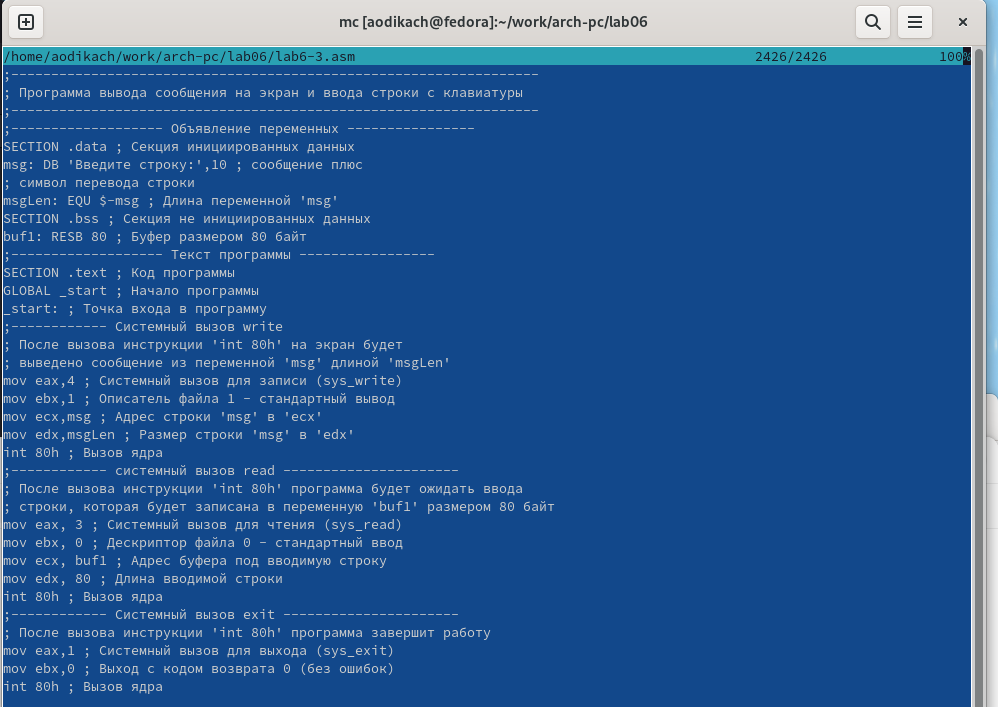 mc [aodikach@fedora]:~/work/arch-pc/lab06
/home/aodikach/work/arch-pc/lab06/lab6-3.asm 2426/2426 100%
;------------------------------------------------------------------
; Программа вывода сообщения на экран и ввода строки с клавиатуры
;------------------------------------------------------------------
;------------------- Объявление переменных ----------------
SECTION .data ; Секция инициированных данных
msg: DB 'Введите строку:',10 ; сообщение плюс
; символ перевода строки
msgLen: EQU $-msg ; Длина переменной 'msg'
SECTION .bss ; Секция не инициированных данных
buf1: RESB 80 ; Буфер размером 80 байт
;------------------- Текст программы -----------------
SECTION .text ; Код программы
GLOBAL _start ; Начало программы
_start: ; Точка входа в программу
;------------ Системный вызов write
; После вызова инструкции 'int 80h' на экран будет
; выведено сообщение из переменной 'msg' длиной 'msgLen'
mov eax,4 ; Системный вызов для записи (sys_write)
mov ebx,1 ; Описатель файла 1 - стандартный вывод
mov ecx,msg ; Адрес строки 'msg' в 'ecx'
mov edx,msgLen ; Размер строки 'msg' в 'edx'
int 80h ; Вызов ядра
;------------ системный вызов read ----------------------
; После вызова инструкции 'int 80h' программа будет ожидать ввода
; строки, которая будет записана в переменную 'buf1' размером 80 байт
mov eax, 3 ; Системный вызов для чтения (sys_read)
mov ebx, 0 ; Дескриптор файла 0 - стандартный ввод
mov ecx, buf1 ; Адрес буфера под вводимую строку
mov edx, 80 ; Длина вводимой строки
int 80h ; Вызов ядра
;------------ Системный вызов exit ----------------------
; После вызова инструкции 'int 80h' программа завершит работу
mov eax,1 ; Системный вызов для выхода (sys_exit)
mov ebx,0 ; Выход с кодом возврата 0 (без ошибок)
int 80h ; Вызов ядра